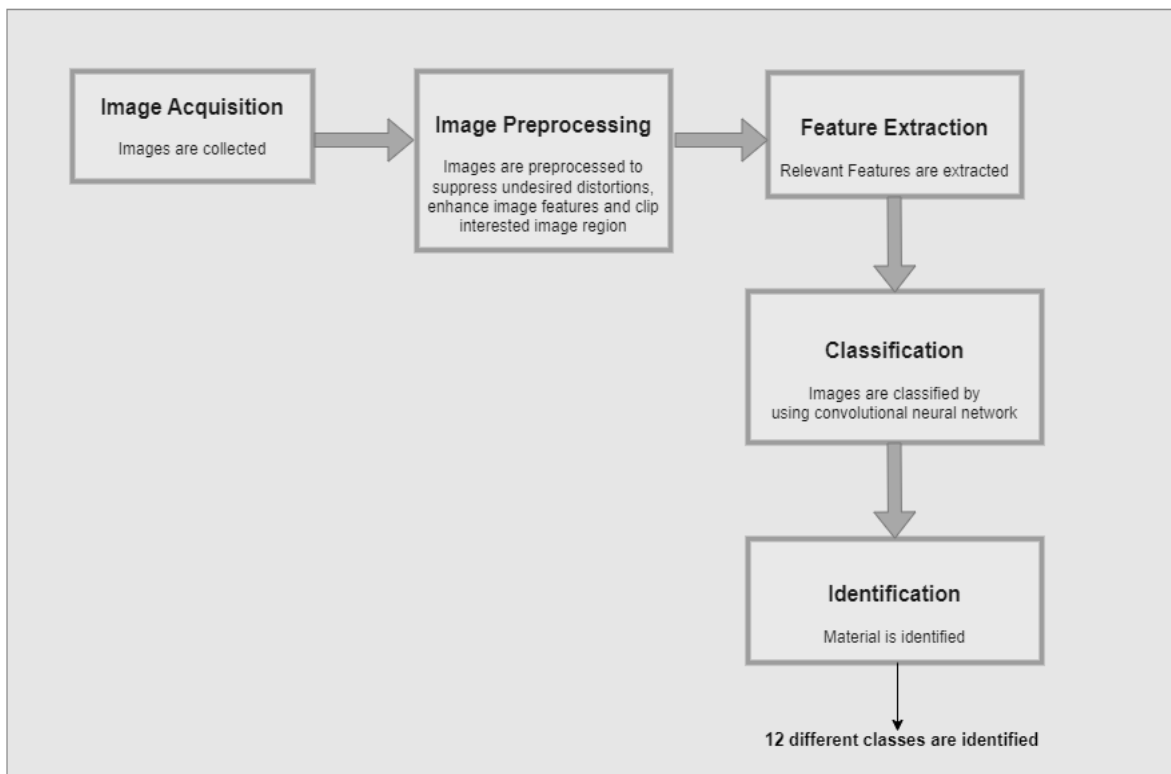 Image Acquisition
Images are collected
Image Preprocessing
Images are preprocessed to
suppress undesired distortions,
enhance image features and clip
interested image region
Feature Extraction
Relevant Features are extracted
Classification
Images are classified by
using convolutional neural network
Identification
Material is identified
12 different classes are identified